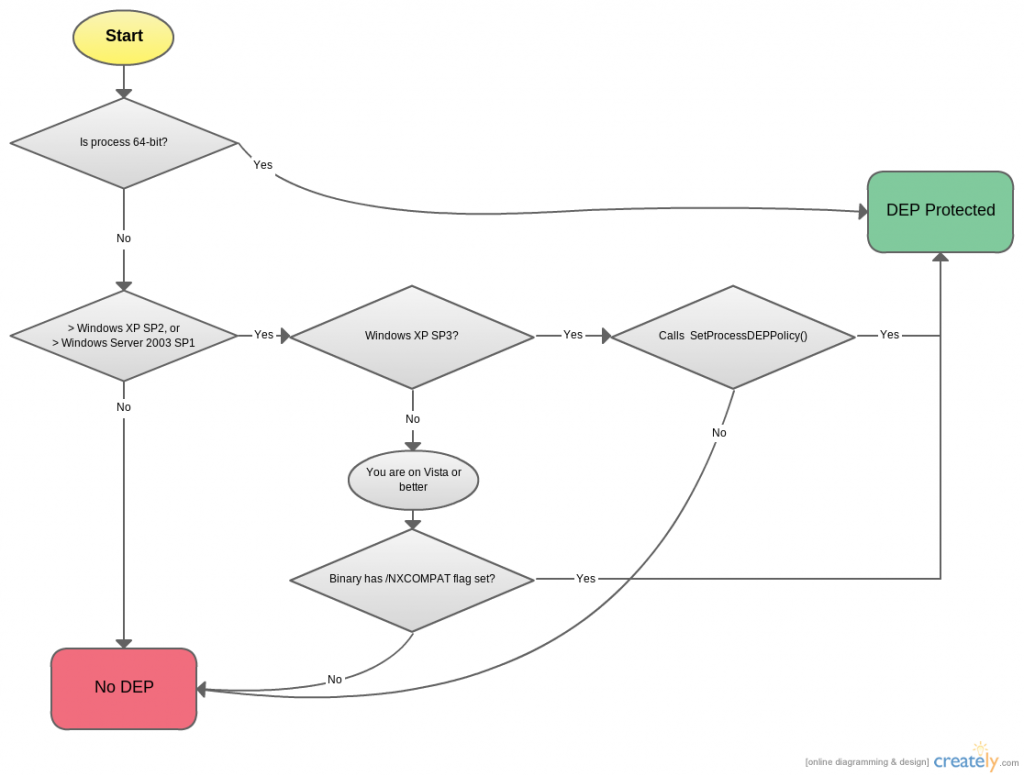 Start
Is process 64-bit?
Yes
DEP Protected
No
> Windows XP SP2, or
> Windows Server 2003 SP1
Yes
Windows XP SP3?
Yes
Calls SetProcessDEPPolicy()
Yes
No
No
No
You are on Vista or
better
Binary has /NXCOMPAT flag set?
Yes
No
No DEP
[online diagramming & design] creately.com